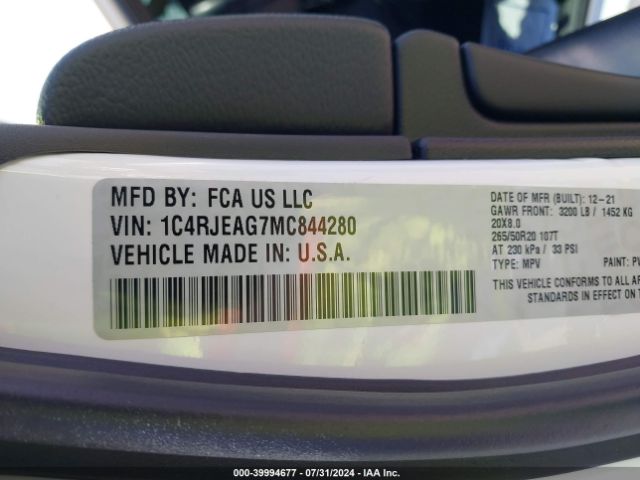 MFD BY: FCA US LLC
VIN: 1C4RJEAG7MC844280
VEHICLE MADE IN: U.S.A.
DATE OF MFR (BUILT): 12-21
GAWR FRONT: 3200 LB / 1452 KG
20X8.0
265/50R20 107T
AT 230 kPa / 33 PSI
TYPE: MPV PAINT: PV
THIS VEHICLE CONFORMS TO ALL AP
STANDARDS IN EFFECT ON T
000-39994677 - 07/31/2024 - IAA Inc.